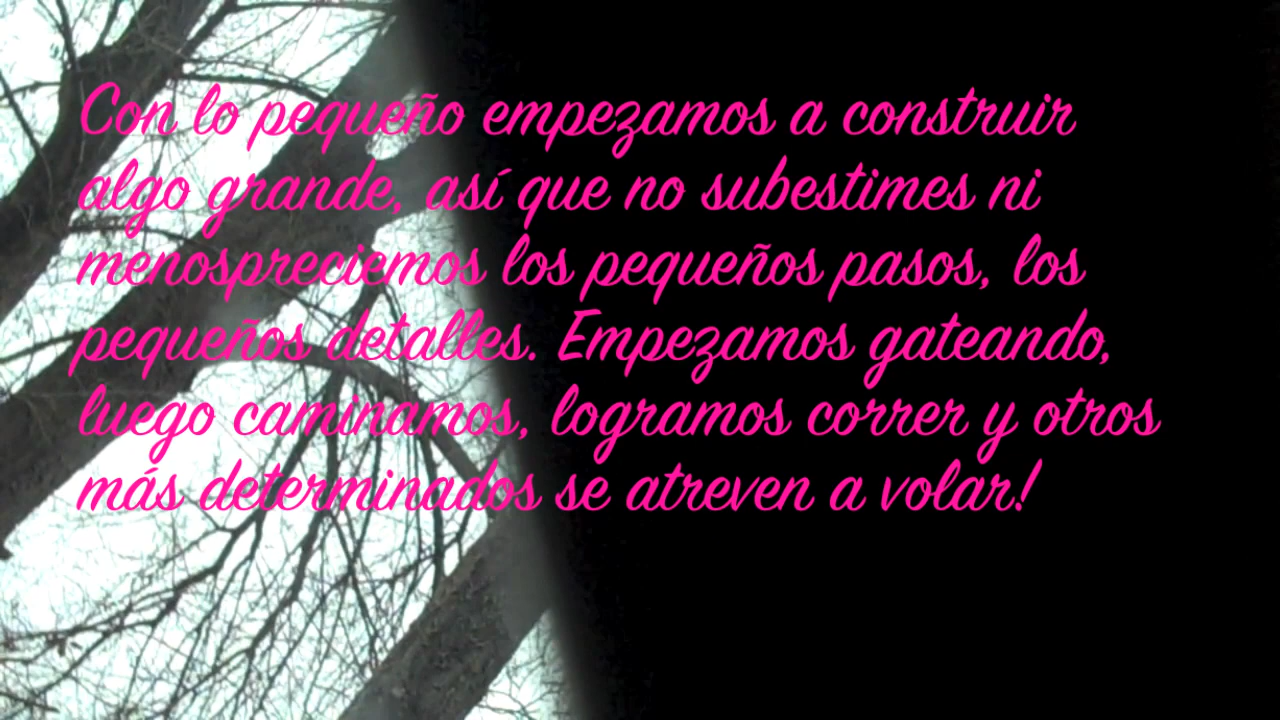 Con lo pequeño empezamos a construir
algo grande, así que no subestimes ni
menospreciemos los pequeños pasos, los
pequeños detalles. Empezamos gateando,
luego caminamos, logramos correr y otros
más determinados se atreven a volar!